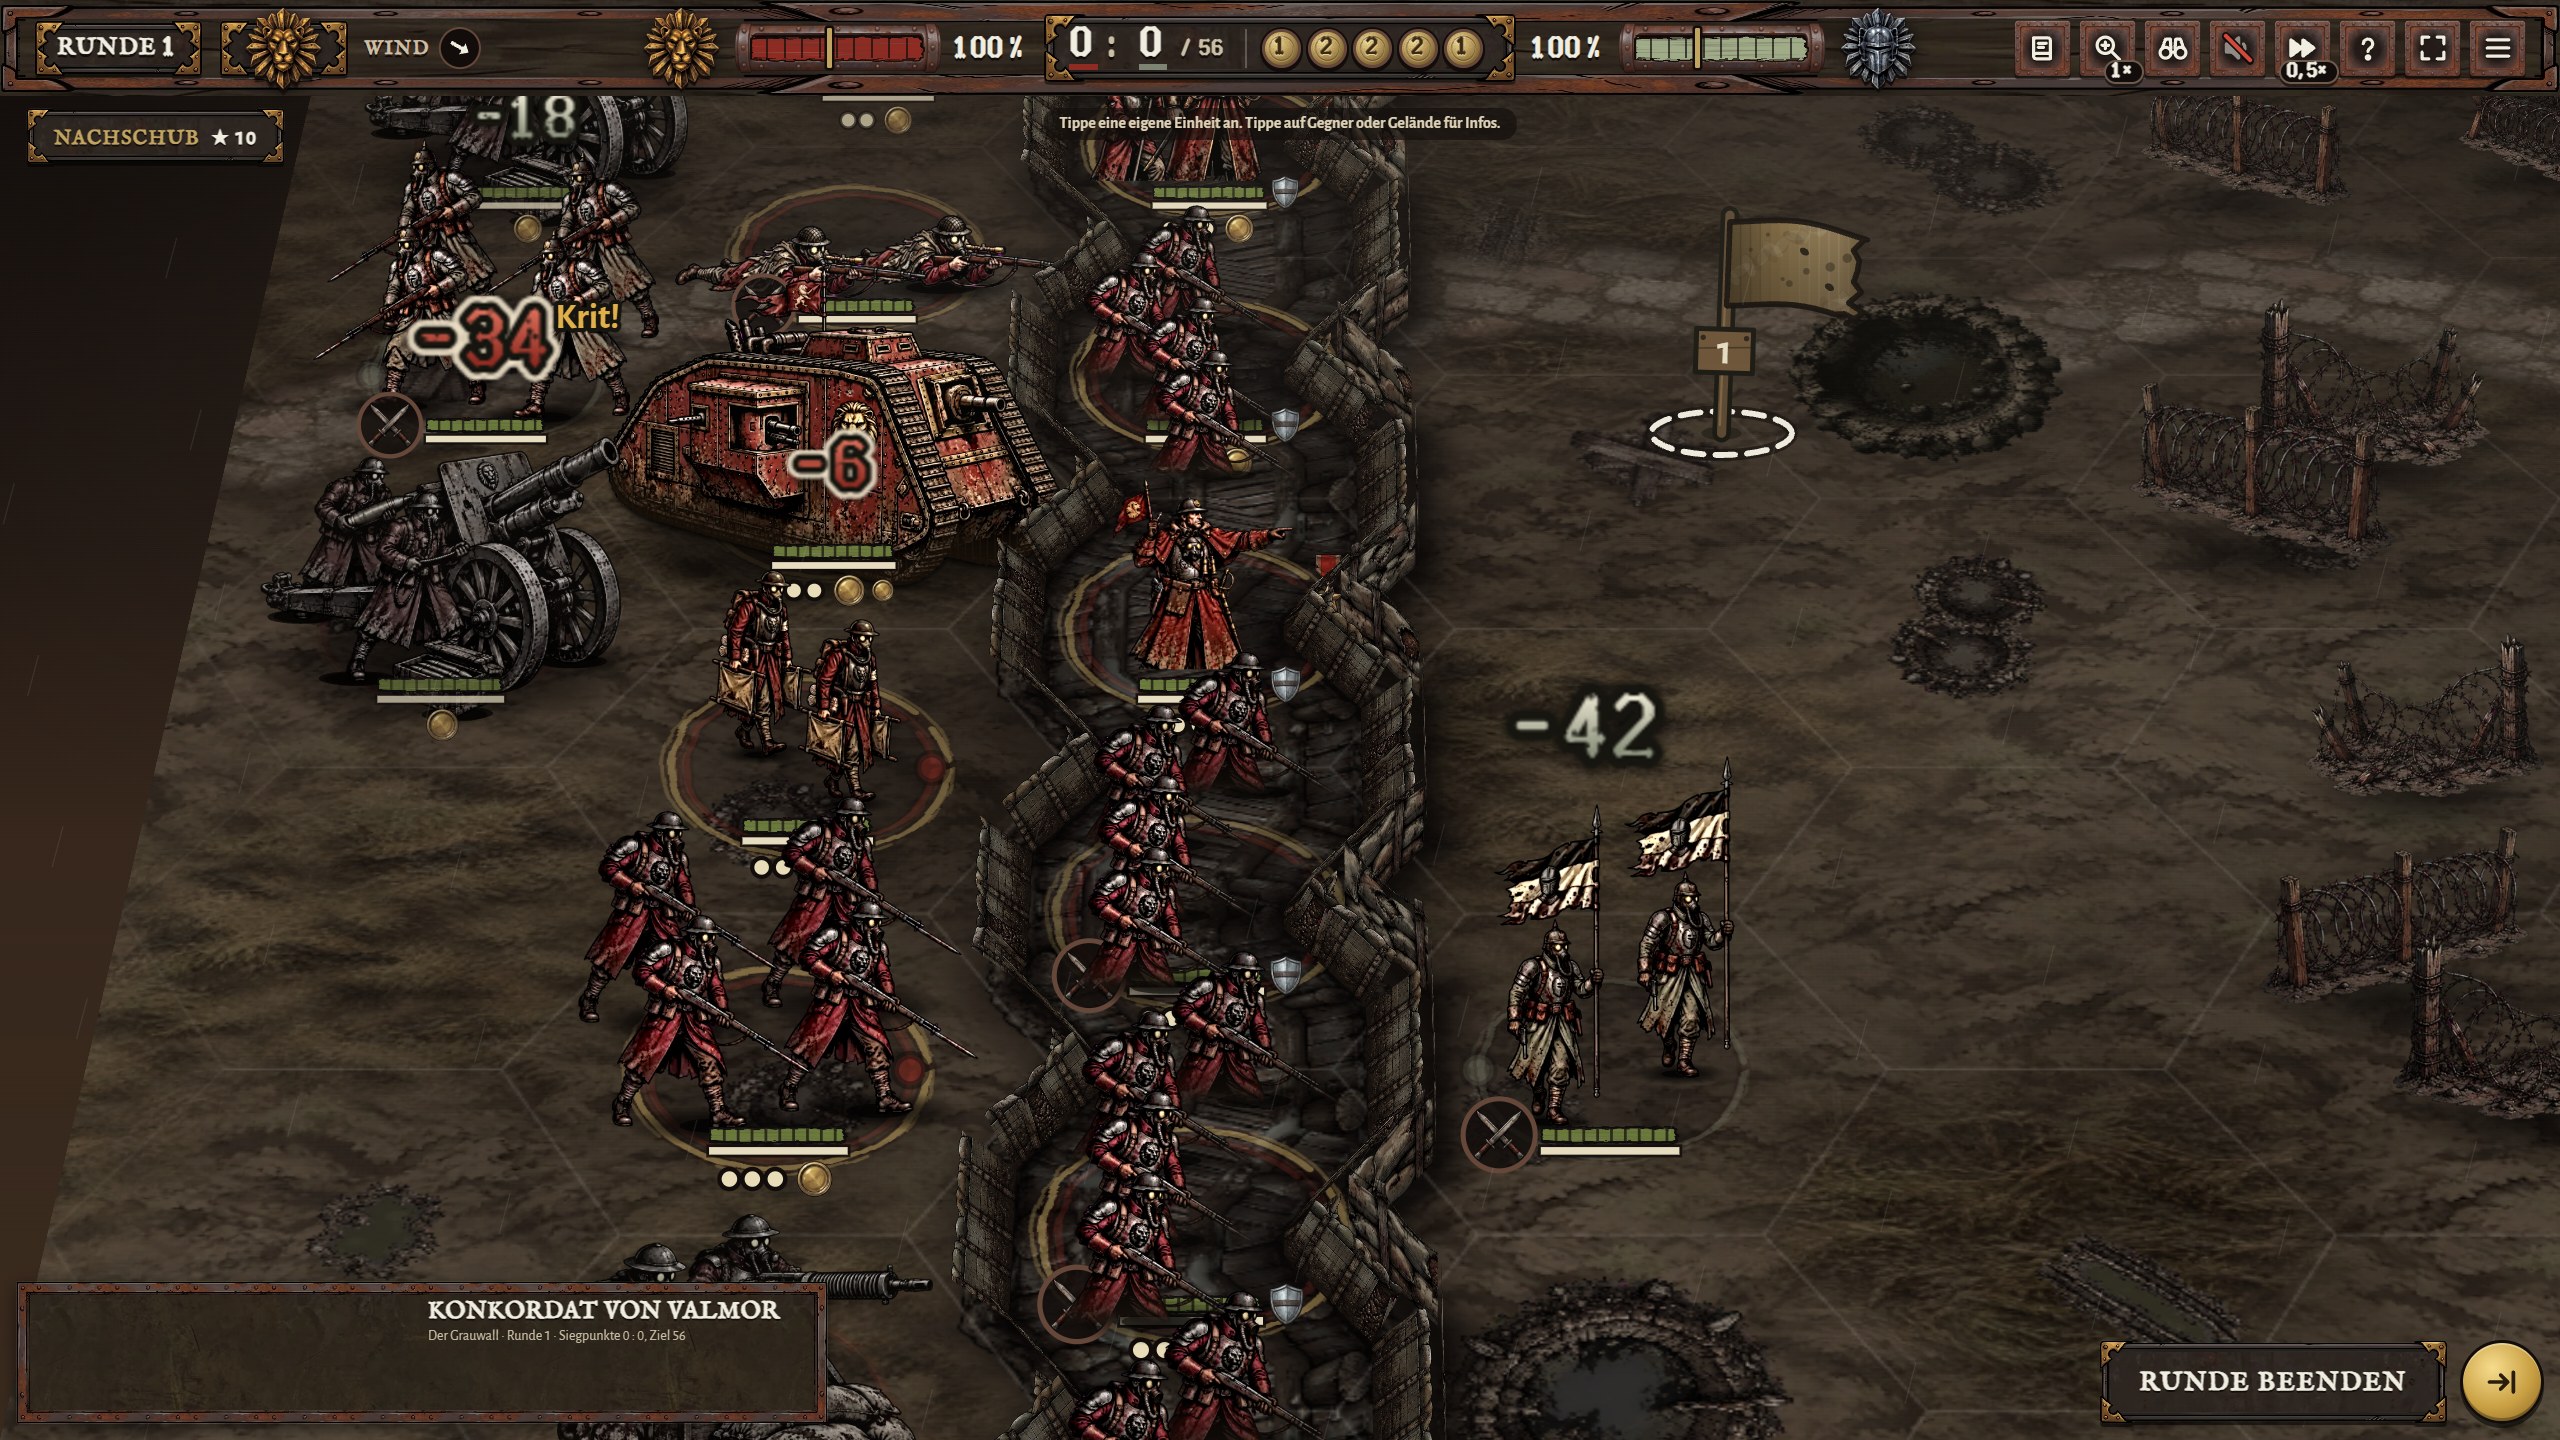 RUNDE 1
WIND
100 %
0 : 0 / 56
1 2 2 2 1
100 %
1x
0,5x
?
NACHSCHUB ★ 10
Tippe eine eigene Einheit an. Tippe auf Gegner oder Gelände für Infos.
-18
-34 Krit!
1
-6
-42
KONKORDAT VON VALMOR
Der Grauwall · Runde 1 · Siegpunkte 0 : 0, Ziel 56
RUNDE BEENDEN